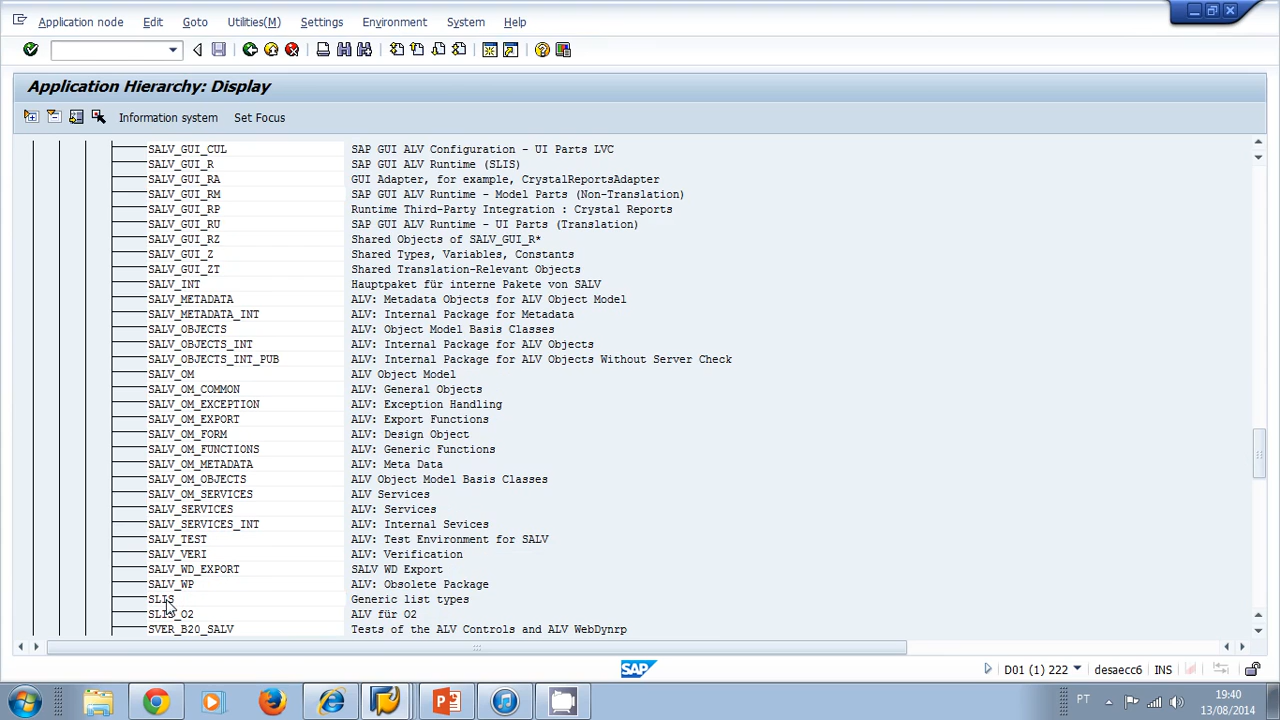 Application node Edit Goto Utilities(M) Settings Environment System Help
Application Hierarchy: Display
Information system Set Focus
SALV_GUI_CUL SAP GUI ALV Configuration - UI Parts LVC
SALV_GUI_R SAP GUI ALV Runtime (SLIS)
SALV_GUI_RA GUI Adapter, for example, CrystalReportsAdapter
SALV_GUI_RM SAP GUI ALV Runtime - Model Parts (Non-Translation)
SALV_GUI_RP Runtime Third-Party Integration : Crystal Reports
SALV_GUI_RU SAP GUI ALV Runtime - UI Parts (Translation)
SALV_GUI_RZ Shared Objects of SALV_GUI_R*
SALV_GUI_Z Shared Types, Variables, Constants
SALV_GUI_ZT Shared Translation-Relevant Objects
SALV_INT Hauptpaket für interne Pakete von SALV
SALV_METADATA ALV: Metadata Objects for ALV Object Model
SALV_METADATA_INT ALV: Internal Package for Metadata
SALV_OBJECTS ALV: Object Model Basis Classes
SALV_OBJECTS_INT ALV: Internal Package for ALV Objects
SALV_OBJECTS_INT_PUB ALV: Internal Package for ALV Objects Without Server Check
SALV_OM ALV Object Model
SALV_OM_COMMON ALV: General Objects
SALV_OM_EXCEPTION ALV: Exception Handling
SALV_OM_EXPORT ALV: Export Functions
SALV_OM_FORM ALV: Design Object
SALV_OM_FUNCTIONS ALV: Generic Functions
SALV_OM_METADATA ALV: Meta Data
SALV_OM_OBJECTS ALV Object Model Basis Classes
SALV_OM_SERVICES ALV Services
SALV_SERVICES ALV: Services
SALV_SERVICES_INT ALV: Internal Sevices
SALV_TEST ALV: Test Environment for SALV
SALV_VERI ALV: Verification
SALV_WD_EXPORT SALV WD Export
SALV_WP ALV: Obsolete Package
SLIS Generic list types
SLIS_O2 ALV für O2
SVER_B20_SALV Tests of the ALV Controls and ALV WebDynrp
SAP D01 (1) 222 desaecc6 INS
PT 19:40
13/08/2014